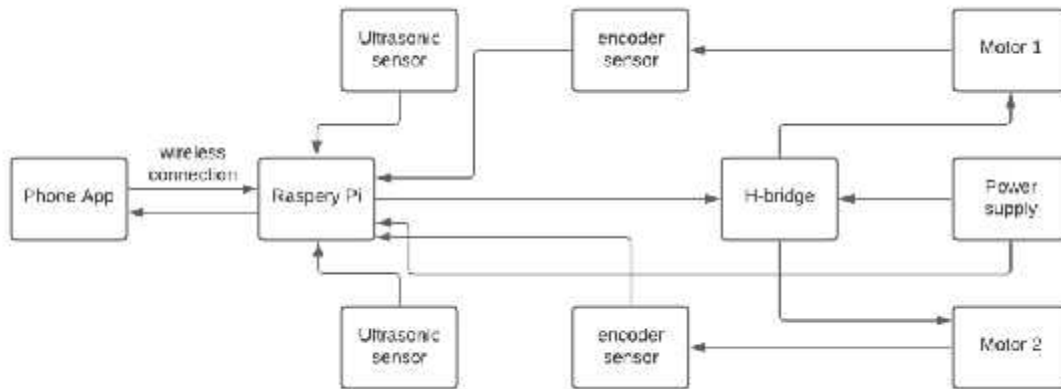 Ultrasonic
sensor
encoder
sensor
Motor 1
wireless
connection
Phone App
Raspery Pi
H-bridge
Power
supply
Ultrasonic
sensor
encoder
sensor
Motor 2